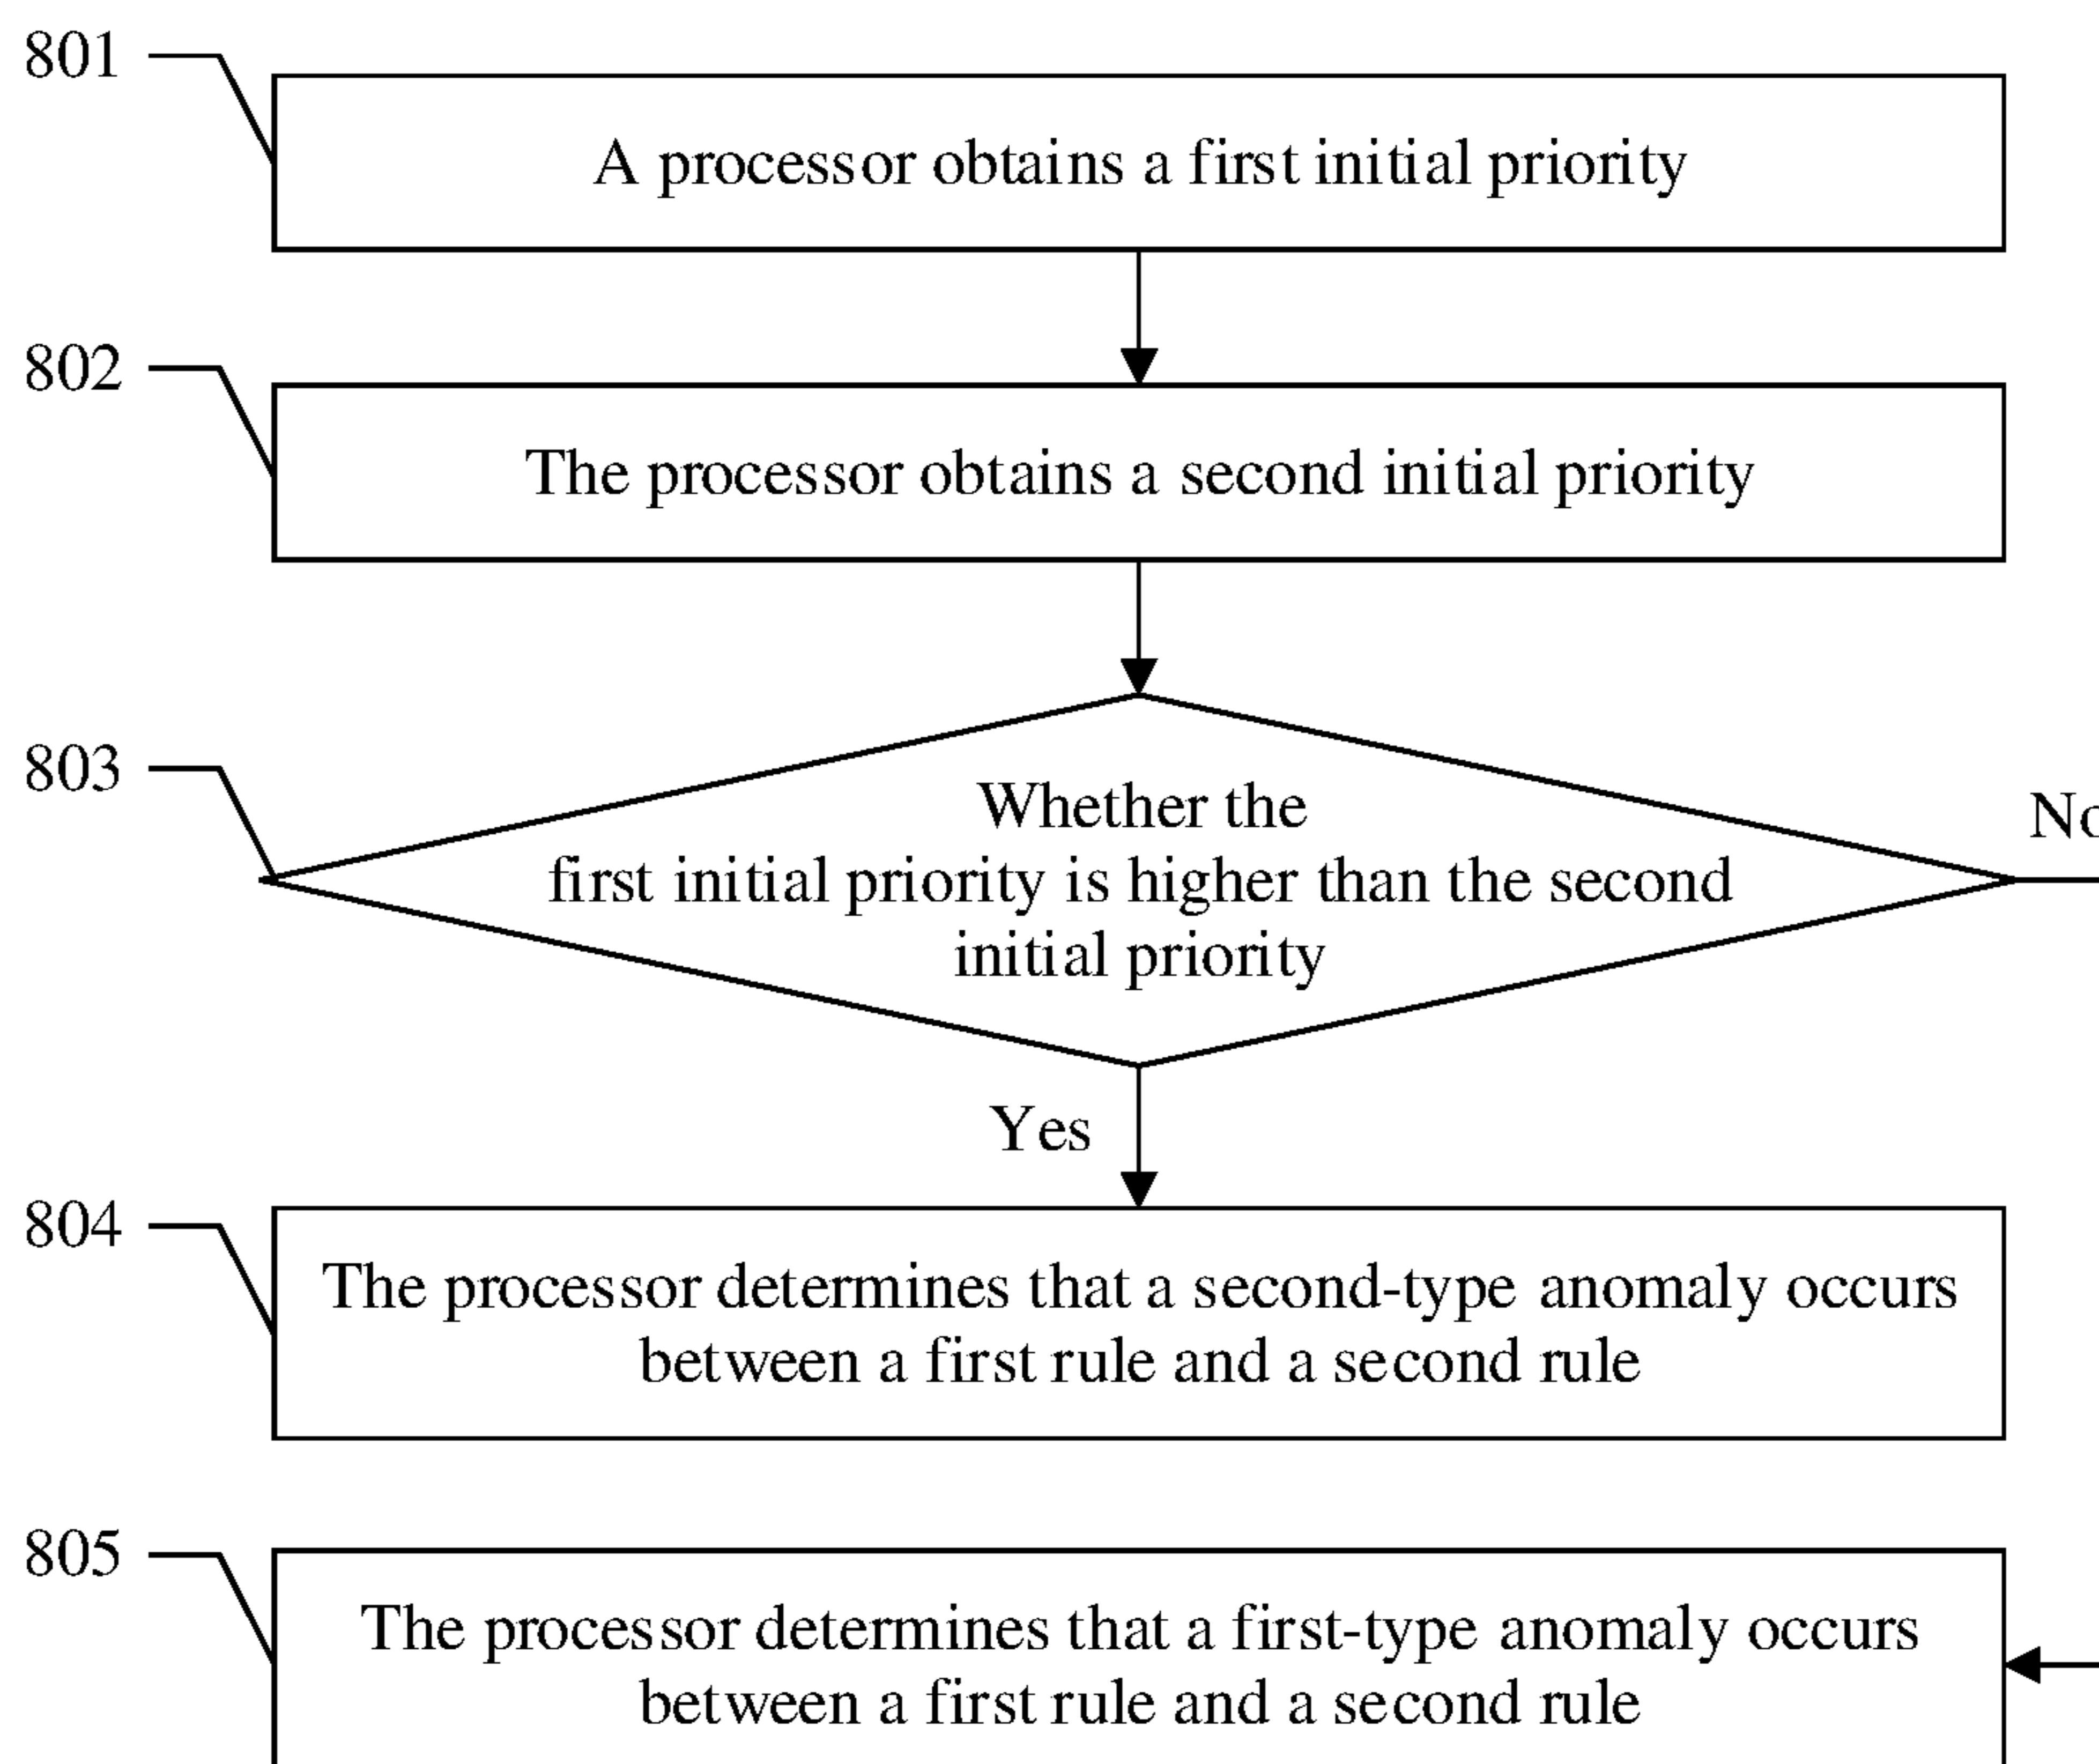 801
A processor obtains a first initial priority
802
The processor obtains a second initial priority
803
Whether the
first initial priority is higher than the second
initial priority
No
Yes
804
The processor determines that a second-type anomaly occurs
between a first rule and a second rule
805
The processor determines that a first-type anomaly occurs
between a first rule and a second rule